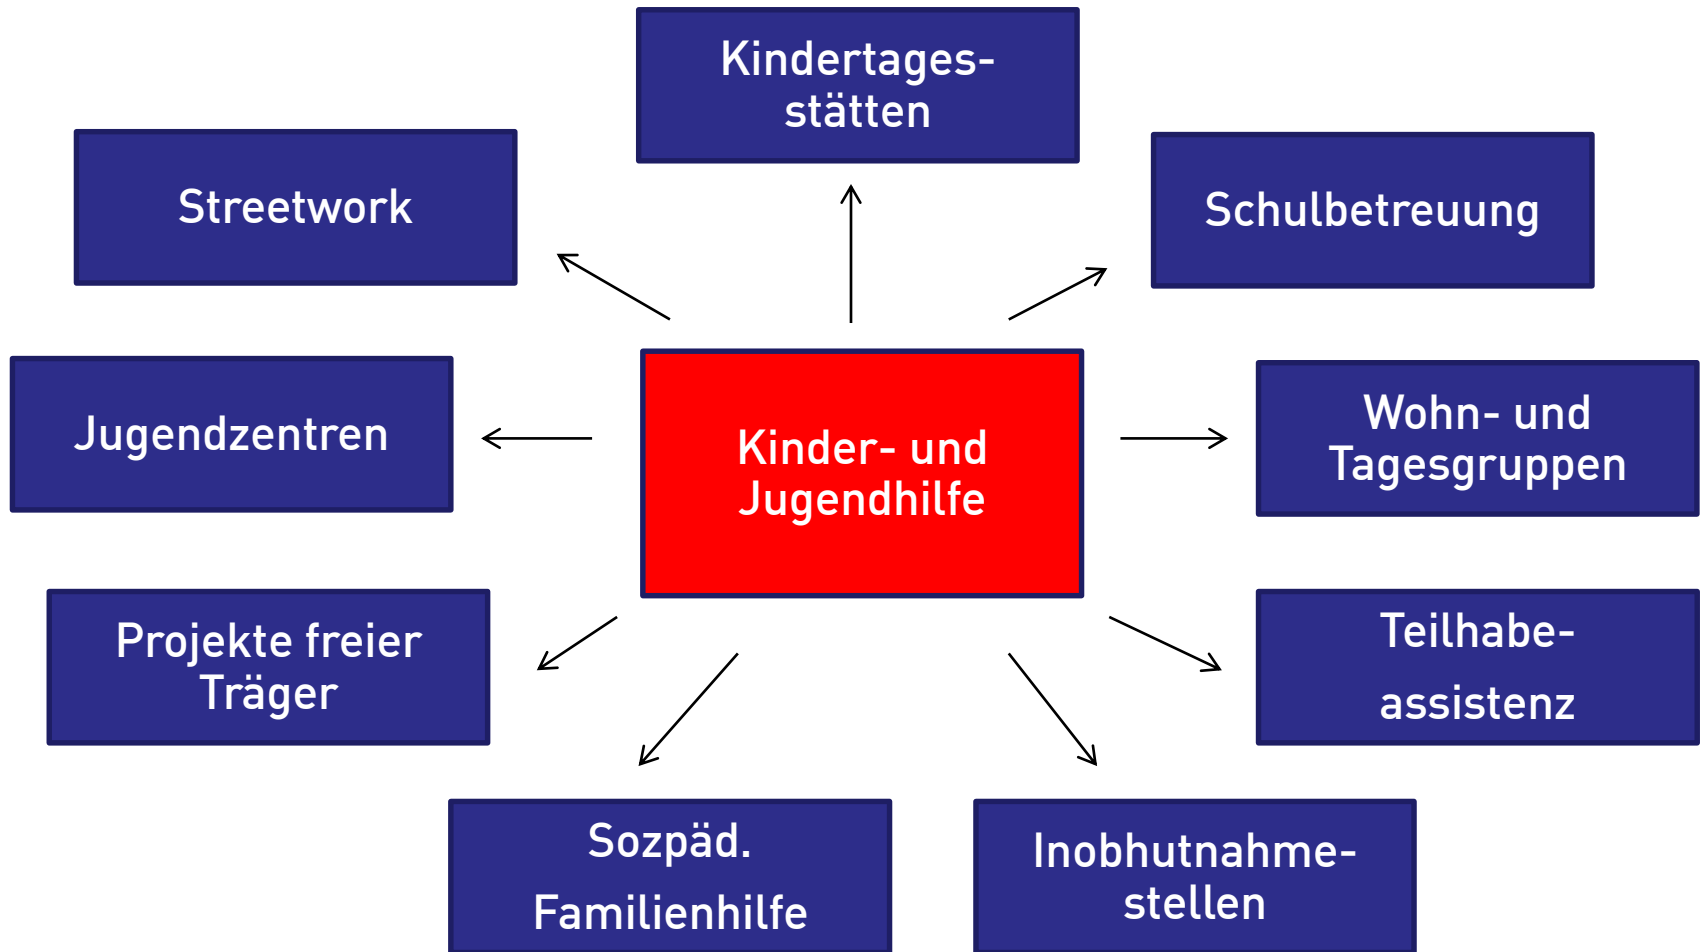 Kindertages-
stätten
Streetwork
Schulbetreuung
Jugendzentren
Kinder- und
Jugendhilfe
Wohn- und
Tagesgruppen
Projekte freier
Träger
Teilhabe-
assistenz
Sozpäd.
Familienhilfe
Inobhutnahme-
stellen